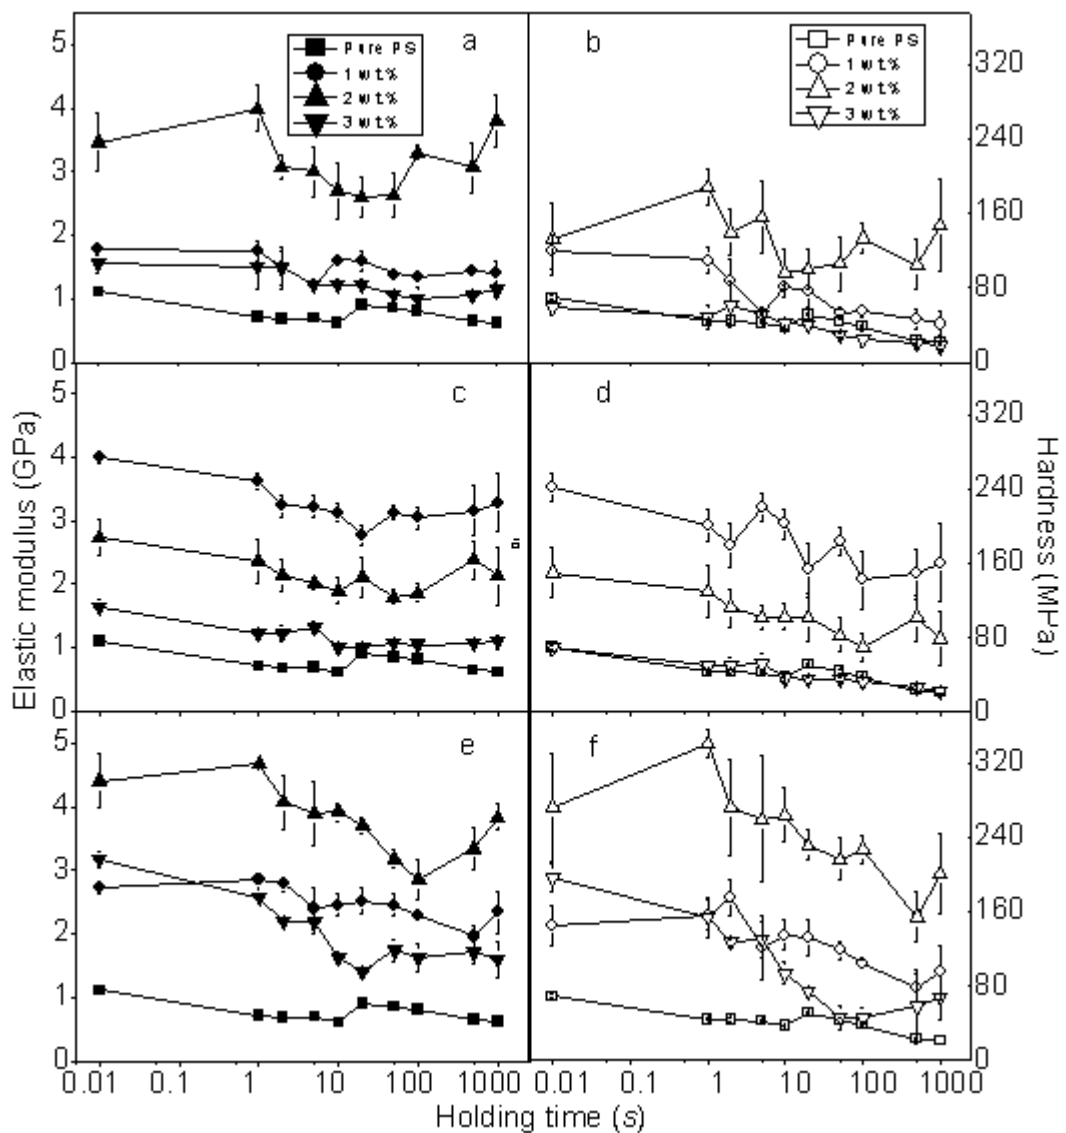 a
b
Pure PS
1 wt%
2 wt%
3 wt%
Pure PS
1 wt%
2 wt%
3 wt%
5
4
3
2
1
0
320
240
160
80
0
c
d
5
4
3
2
1
0
320
240
160
80
0
Elastic modulus (GPa)
Hardness (MPa)
e
f
5
4
3
2
1
0
320
240
160
80
0
0.01 0.1 1 10 100 1000
0.01 0.1 1 10 100 1000
Holding time (s)